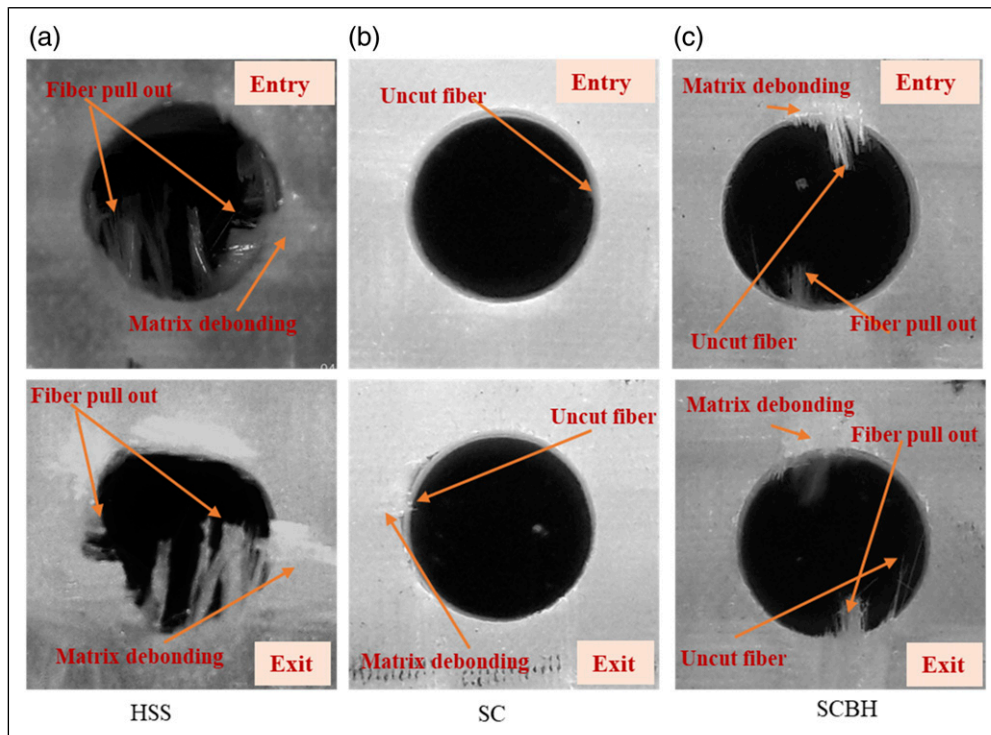 (a)
(b)
(c)
Fiber pull out
Entry
Matrix debonding
Uncut fiber
Entry
Matrix debonding
Entry
Uncut fiber
Fiber pull out
Fiber pull out
Matrix debonding
Exit
Uncut fiber
Matrix debonding
Exit
Matrix debonding
Fiber pull out
Uncut fiber
Exit
HSS
SC
SCBH